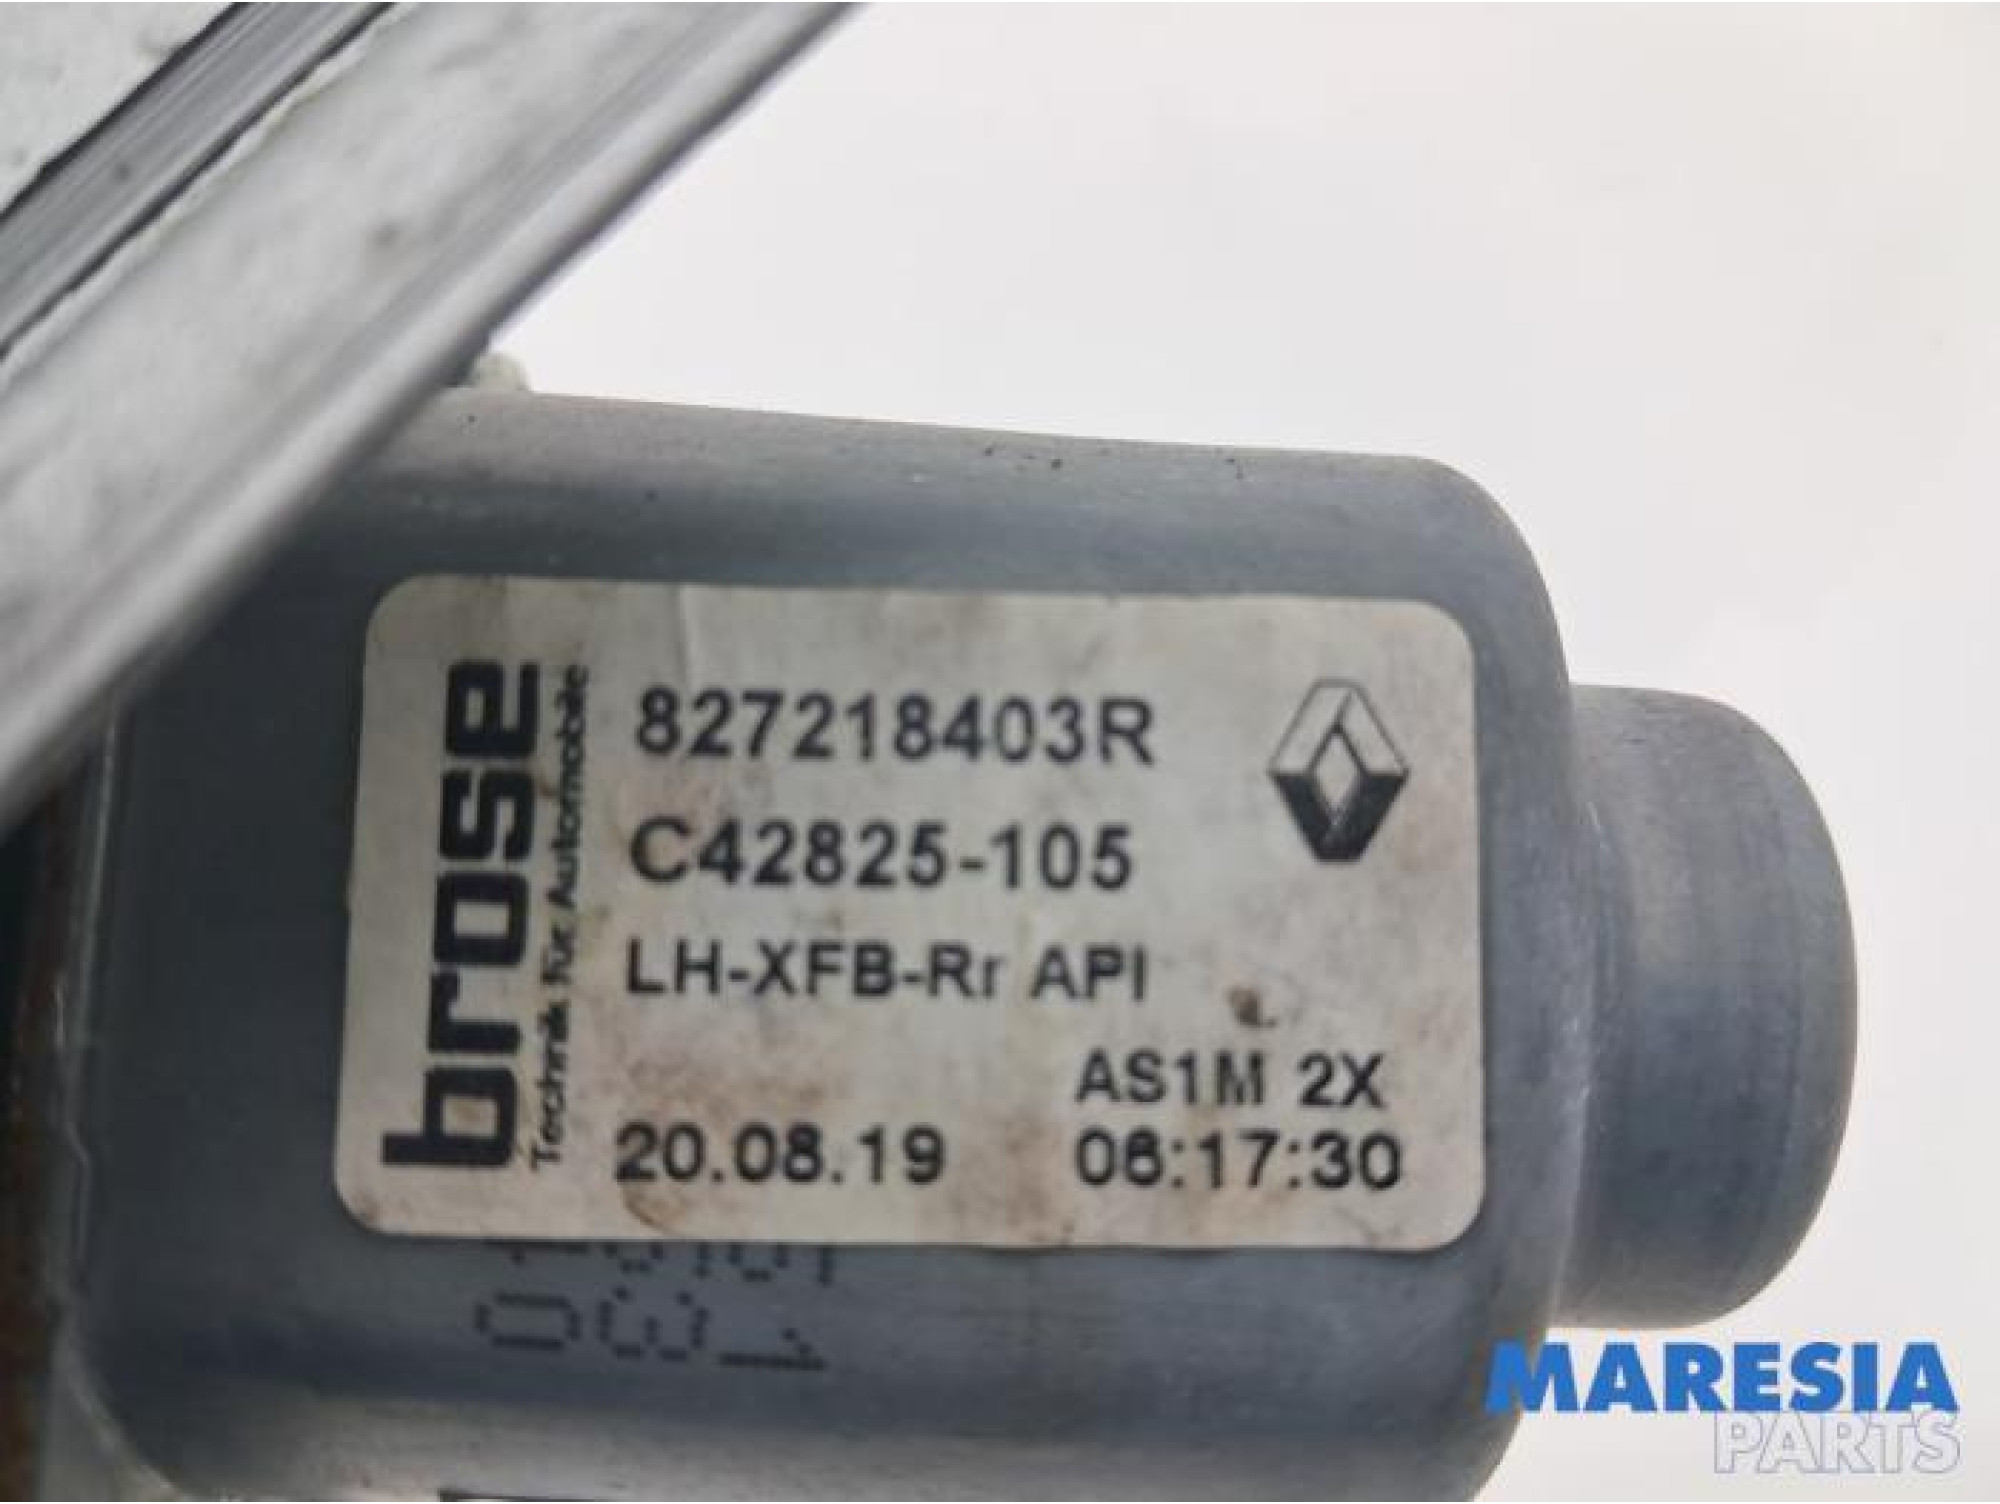 brose
Technik für Automobile
827218403R
C42825-105
LH-XFB-Rr API
AS1M 2X
20.08.19 06:17:30
MARESIA
PARTS